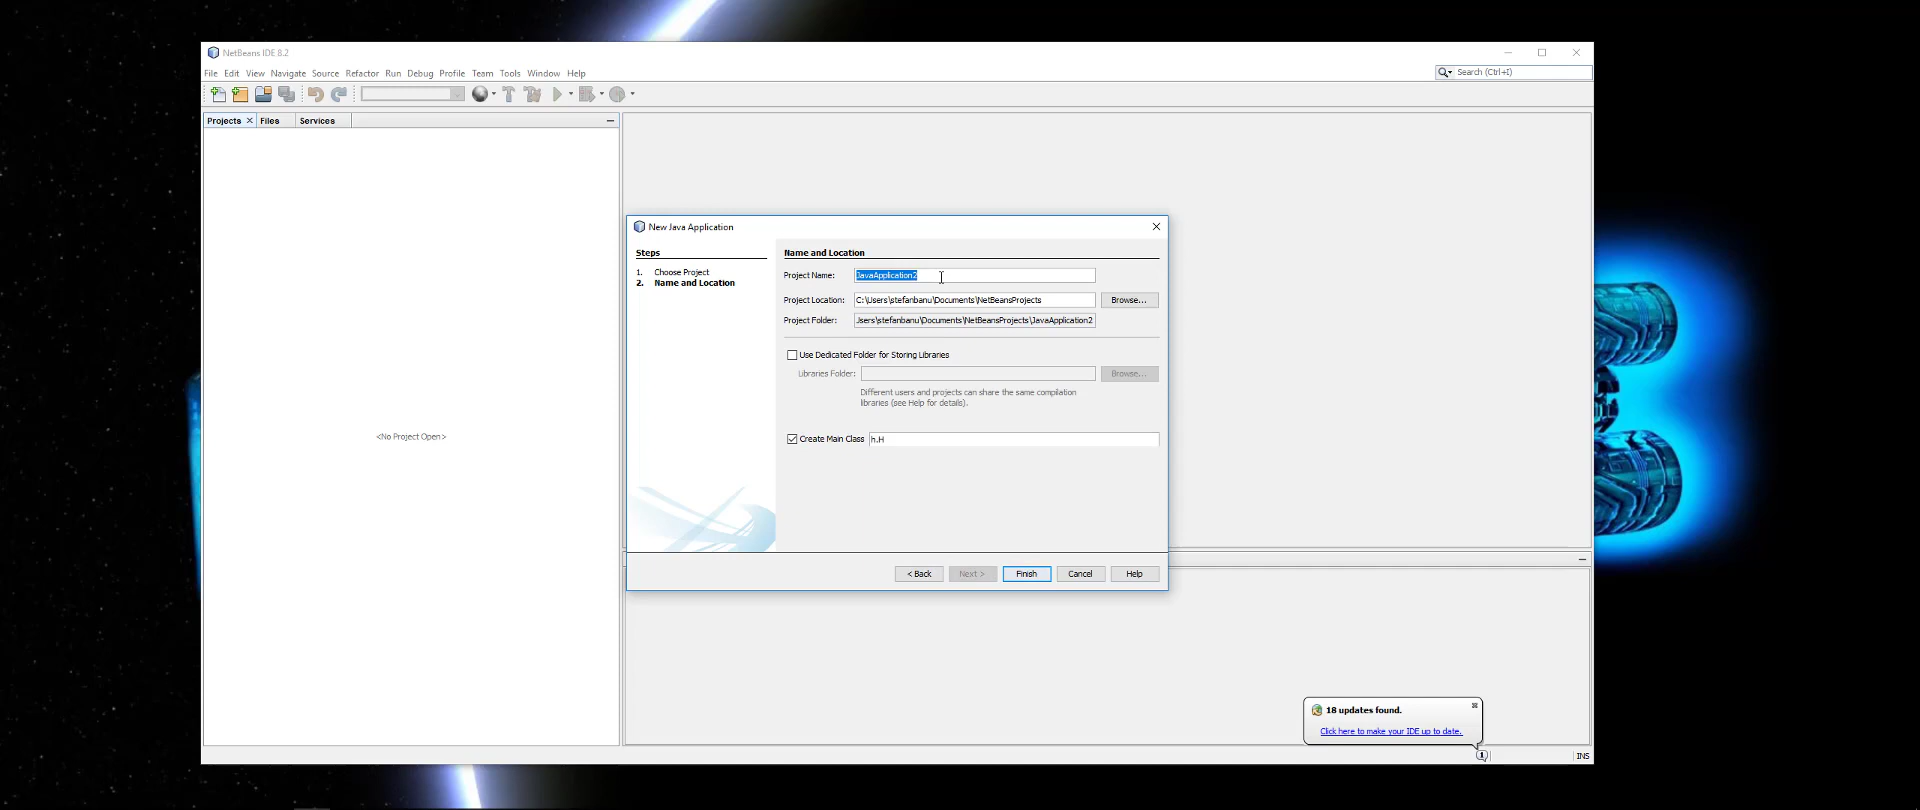 NetBeans IDE 8.2
File Edit View Navigate Source Refactor Run Debug Profile Team Tools Window Help
Search (Ctrl+I)
Projects Files Services
New Java Application
Steps
1. Choose Project
2. Name and Location
Name and Location
Project Name: JavaApplication2
Project Location: C:\Users\stefanbanu\Documents\NetBeansProjects Browse...
Project Folder: Jsers\stefanbanu\Documents\NetBeansProjects\JavaApplication2
Use Dedicated Folder for Storing Libraries
Libraries Folder: Browse...
Different users and projects can share the same compilation
libraries (see Help for details).
<No Project Open>
Create Main Class h.H
< Back Next > Finish Cancel Help
18 updates found.
Click here to make your IDE up to date.
1 INS